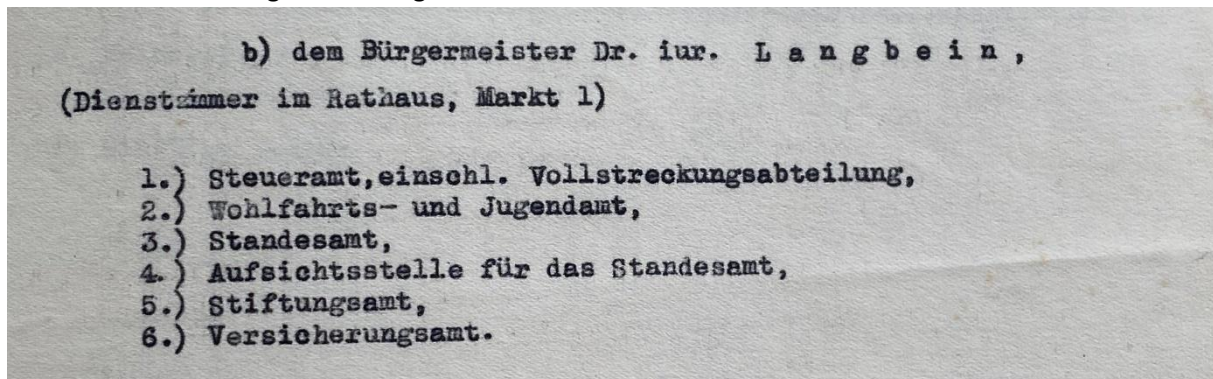 b) dem Bürgermeister Dr. iur. L a n g b e i n ,
(Dienstzimmer im Rathaus, Markt 1)
1.) Steueramt,einschl. Vollstreckungsabteilung,
2.) Wohlfahrts- und Jugendamt,
3.) Standesamt,
4.) Aufsichtsstelle für das Standesamt,
5.) Stiftungsamt,
6.) Versicherungsamt.